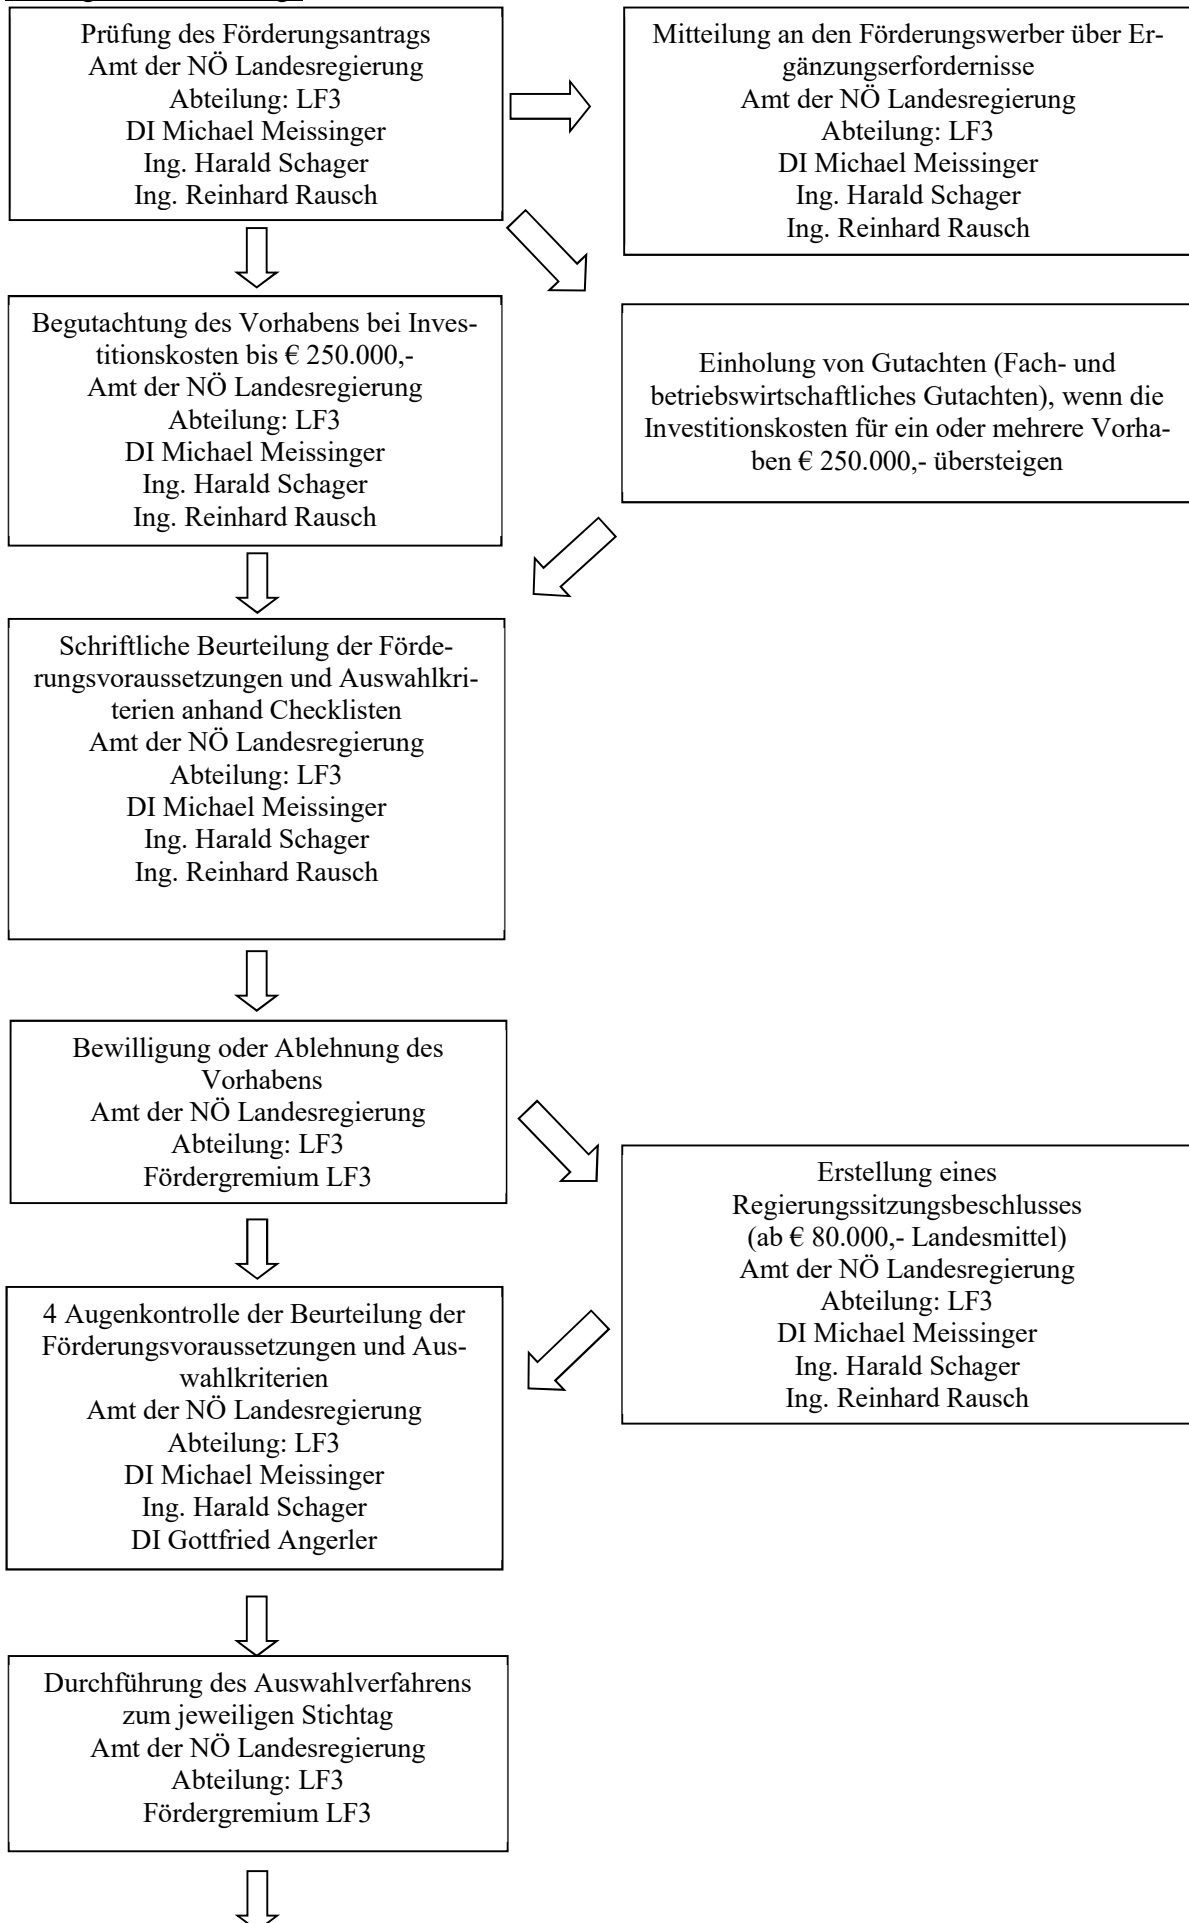 Prüfung des Förderungsantrags
Amt der NÖ Landesregierung
Abteilung: LF3
DI Michael Meissinger
Ing. Harald Schager
Ing. Reinhard Rausch
Mitteilung an den Förderungswerber über Er-
gänzungserfordernisse
Amt der NÖ Landesregierung
Abteilung: LF3
DI Michael Meissinger
Ing. Harald Schager
Ing. Reinhard Rausch
Begutachtung des Vorhabens bei Inves-
titionskosten bis € 250.000,-
Amt der NÖ Landesregierung
Abteilung: LF3
DI Michael Meissinger
Ing. Harald Schager
Ing. Reinhard Rausch
Einholung von Gutachten (Fach- und
betriebswirtschaftliches Gutachten), wenn die
Investitionskosten für ein oder mehrere Vorha-
ben € 250.000,- übersteigen
Schriftliche Beurteilung der Förde-
rungsvoraussetzungen und Auswahlkri-
terien anhand Checklisten
Amt der NÖ Landesregierung
Abteilung: LF3
DI Michael Meissinger
Ing. Harald Schager
Ing. Reinhard Rausch
Bewilligung oder Ablehnung des
Vorhabens
Amt der NÖ Landesregierung
Abteilung: LF3
Fördergremium LF3
Erstellung eines
Regierungssitzungsbeschlusses
(ab € 80.000,- Landesmittel)
Amt der NÖ Landesregierung
Abteilung: LF3
DI Michael Meissinger
Ing. Harald Schager
Ing. Reinhard Rausch
4 Augenkontrolle der Beurteilung der
Förderungsvoraussetzungen und Aus-
wahlkriterien
Amt der NÖ Landesregierung
Abteilung: LF3
DI Michael Meissinger
Ing. Harald Schager
DI Gottfried Angerler
Durchführung des Auswahlverfahrens
zum jeweiligen Stichtag
Amt der NÖ Landesregierung
Abteilung: LF3
Fördergremium LF3